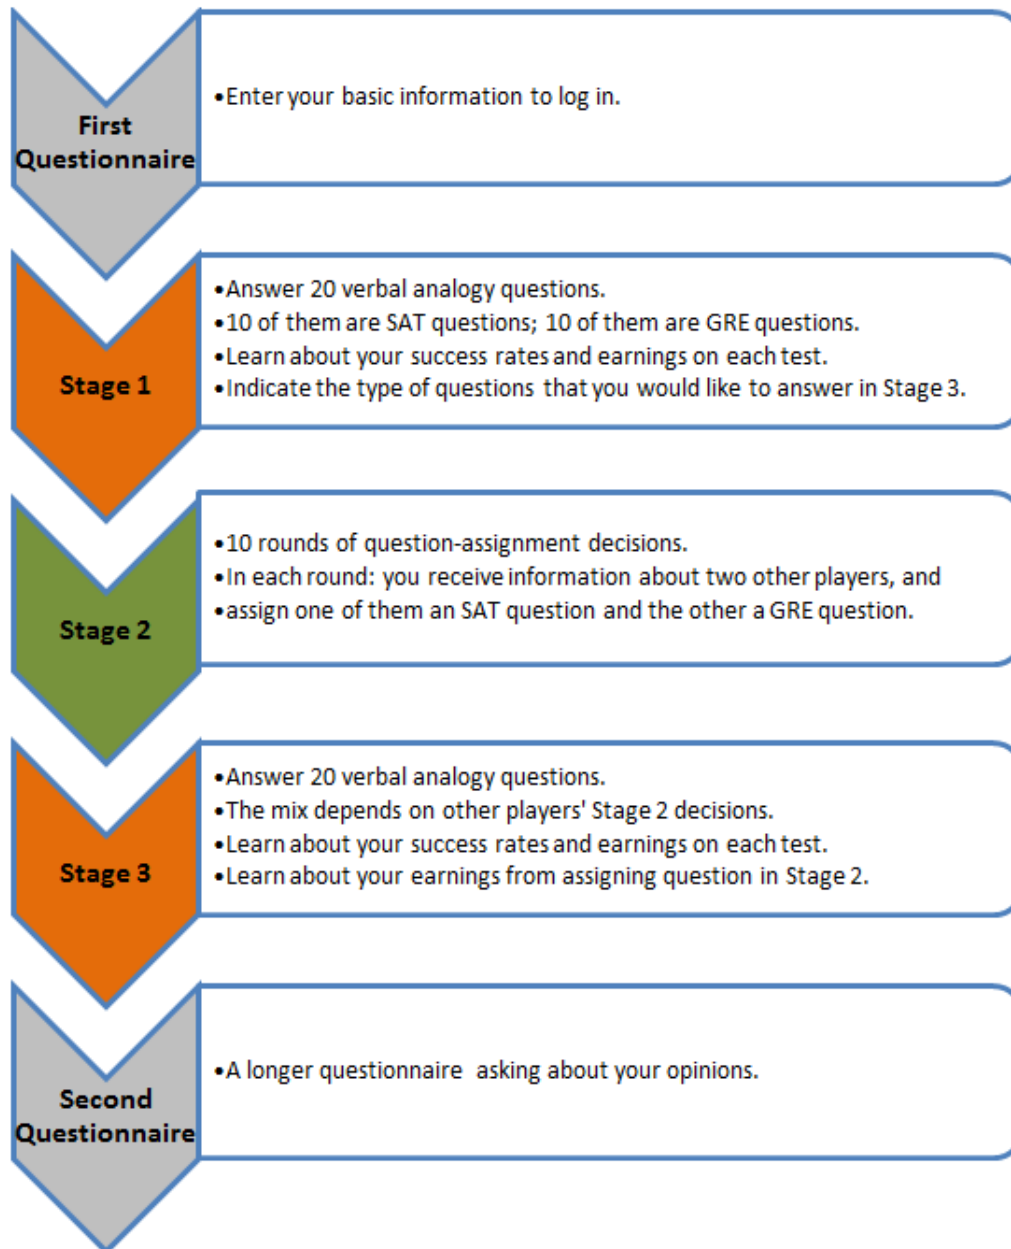 First
Questionnaire
•Enter your basic information to log in.
Stage 1
•Answer 20 verbal analogy questions.
•10 of them are SAT questions; 10 of them are GRE questions.
•Learn about your success rates and earnings on each test.
•Indicate the type of questions that you would like to answer in Stage 3.
Stage 2
•10 rounds of question-assignment decisions.
•In each round: you receive information about two other players, and
•assign one of them an SAT question and the other a GRE question.
Stage 3
•Answer 20 verbal analogy questions.
•The mix depends on other players' Stage 2 decisions.
•Learn about your success rates and earnings on each test.
•Learn about your earnings from assigning question in Stage 2.
Second
Questionnaire
•A longer questionnaire asking about your opinions.